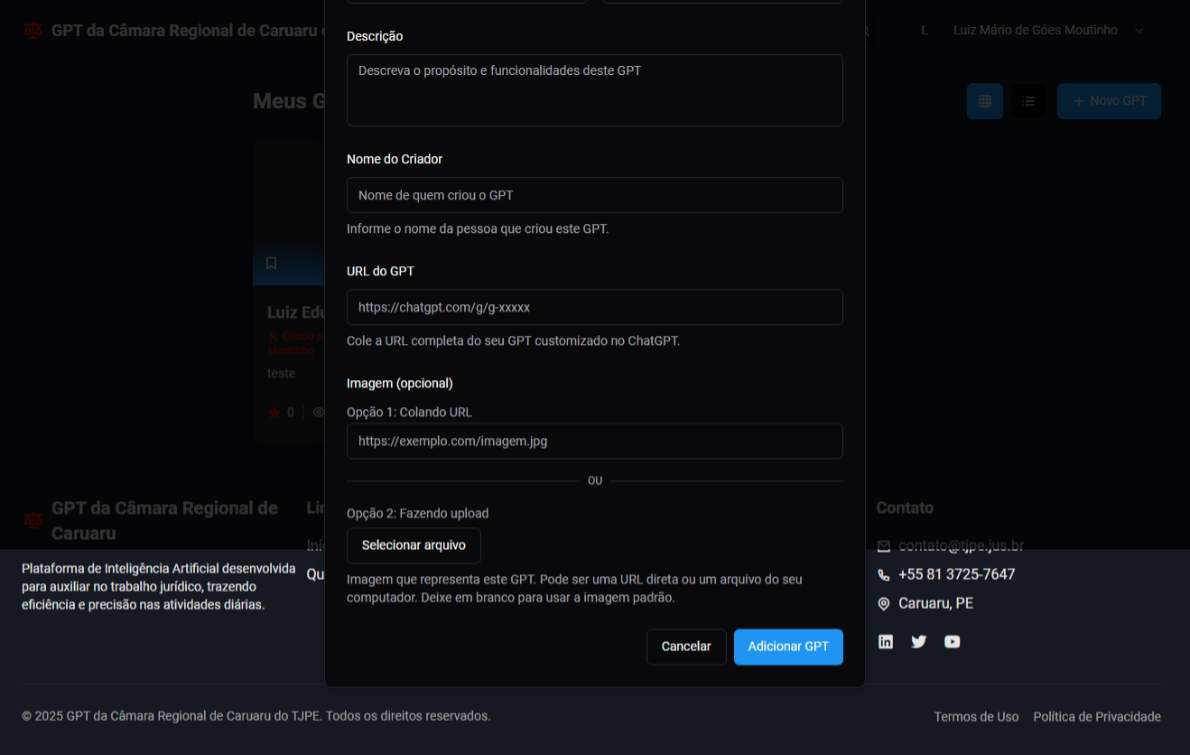 GPT da Câmara Regional de Caruaru
L
Luiz Mário de Góes Moutinho
Meus G
+ Novo GPT
Descrição
Descreva o propósito e funcionalidades deste GPT
Nome do Criador
Nome de quem criou o GPT
Informe o nome da pessoa que criou este GPT.
URL do GPT
https://chatgpt.com/g/g-xxxxx
Cole a URL completa do seu GPT customizado no ChatGPT.
Imagem (opcional)
Opção 1: Colando URL
https://exemplo.com/imagem.jpg
OU
Opção 2: Fazendo upload
Selecionar arquivo
Imagem que representa este GPT. Pode ser uma URL direta ou um arquivo do seu
computador. Deixe em branco para usar a imagem padrão.
Cancelar
Adicionar GPT
Luiz Edu
Criado p
Moutinho
teste
0
GPT da Câmara Regional de
Caruaru
Plataforma de Inteligência Artificial desenvolvida
para auxiliar no trabalho jurídico, trazendo
eficiência e precisão nas atividades diárias.
Lin
Iníc
Qu
Contato
contato@tjpe.jus.br
+55 81 3725-7647
Caruaru, PE
© 2025 GPT da Câmara Regional de Caruaru do TJPE. Todos os direitos reservados.
Termos de Uso
Política de Privacidade